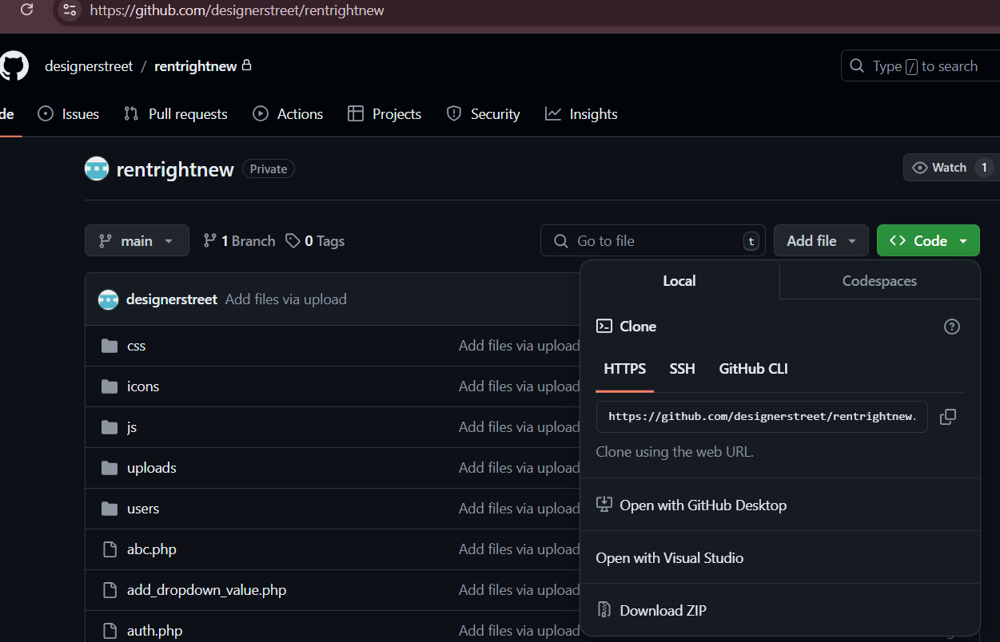 https://github.com/designerstreet/rentrightnew
designerstreet / rentrightnew
Type / to search
de
Issues
Pull requests
Actions
Projects
Security
Insights
rentrightnew
Private
Watch 1
main
1 Branch
0 Tags
Go to file
t
Add file
<> Code
designerstreet Add files via upload
Local
Codespaces
Clone
HTTPS
SSH
GitHub CLI
https://github.com/designerstreet/rentrightnew.
Clone using the web URL.
Open with GitHub Desktop
Open with Visual Studio
Download ZIP
css Add files via upload
icons Add files via upload
js Add files via upload
uploads Add files via upload
users Add files via upload
abc.php Add files via upload
add_dropdown_value.php Add files via upload
auth.php Add files via upload